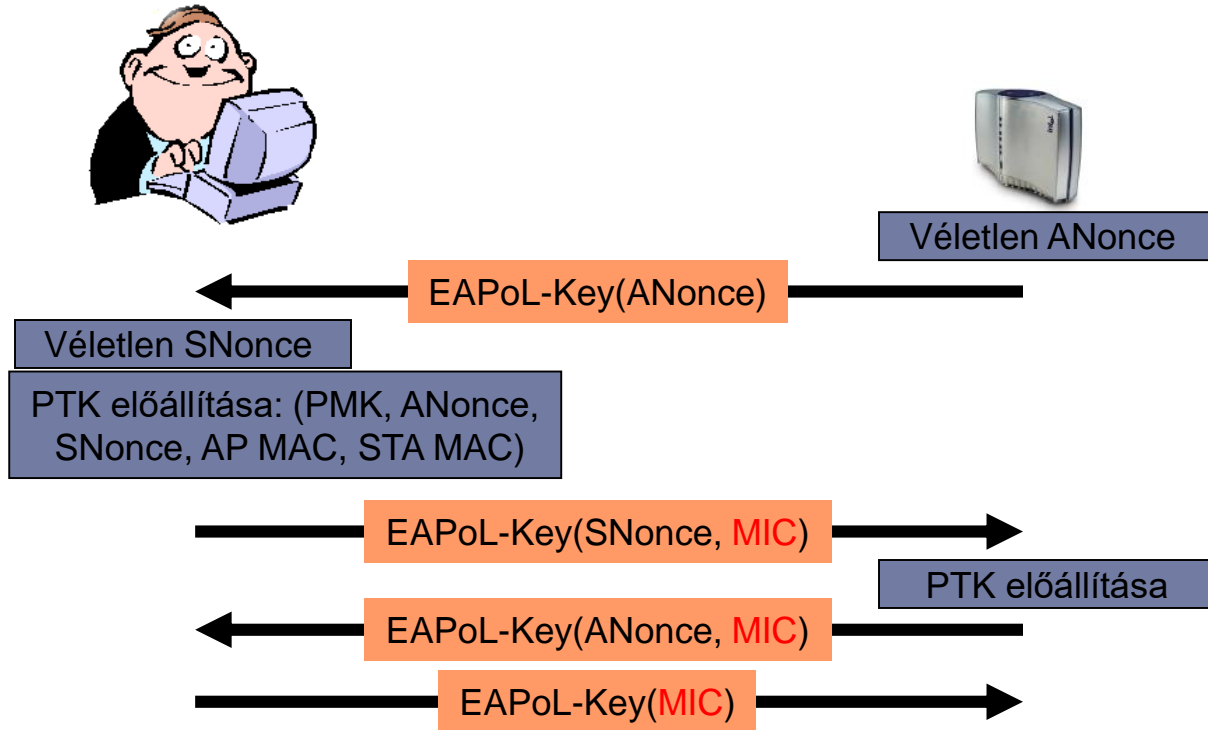 Véletlen ANonce
EAPoL-Key(ANonce)
Véletlen SNonce
PTK előállítása: (PMK, ANonce,
SNonce, AP MAC, STA MAC)
EAPoL-Key(SNonce, MIC)
PTK előállítása
EAPoL-Key(ANonce, MIC)
EAPoL-Key(MIC)